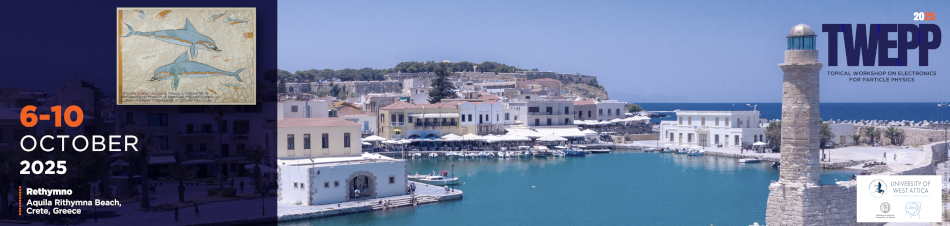 6-10
OCTOBER
2025
Rethymno
Aquila Rithymna Beach,
Crete, Greece
2025
TWEPP
TOPICAL WORKSHOP ON ELECTRONICS
FOR PARTICLE PHYSICS
UNIVERSITY OF
WEST ATTICA